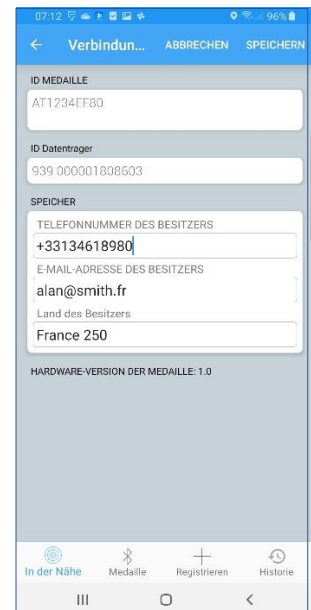 07:12 96%
Verbindun... ABBRECHEN SPEICHERN
ID MEDAILLE
AT1234EF80
ID Datentrager
939 000001808603
SPEICHER
TELEFONNUMMER DES BESITZERS
+33134618980
E-MAIL-ADRESSE DES BESITZERS
alan@smith.fr
Land des Besitzers
France 250
HARDWARE-VERSION DER MEDAILLE: 1.0
In der Nähe Medaille Registrieren Historie